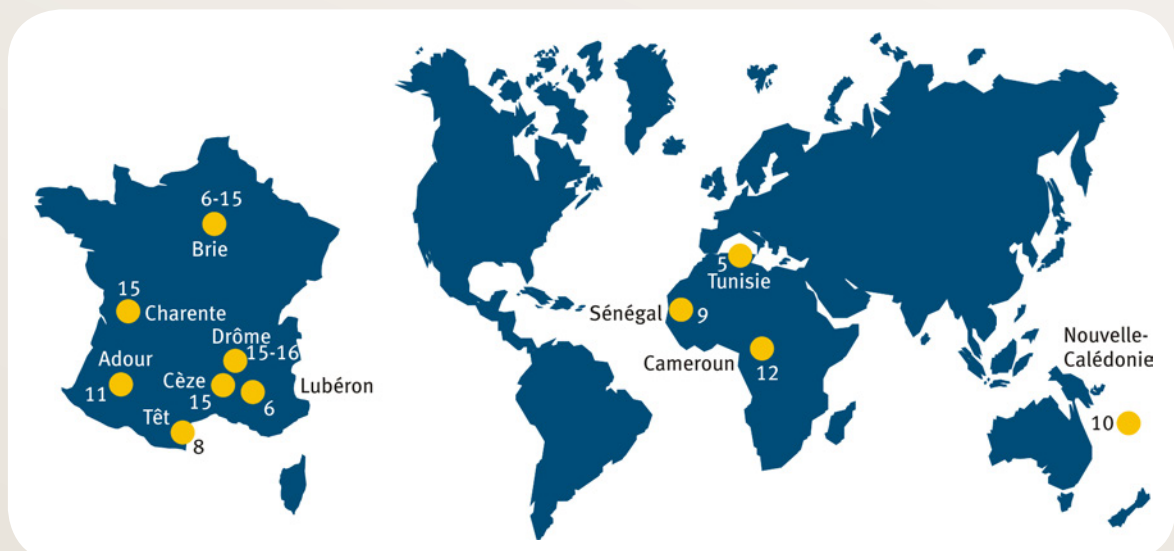 6-15
Brie
15
Charente
Drôme
15-16
Adour
11
Cèze
15
Lubéron
6
Têt
8
5
Tunisie
Sénégal
9
Cameroun
12
Nouvelle-
Calédonie
10